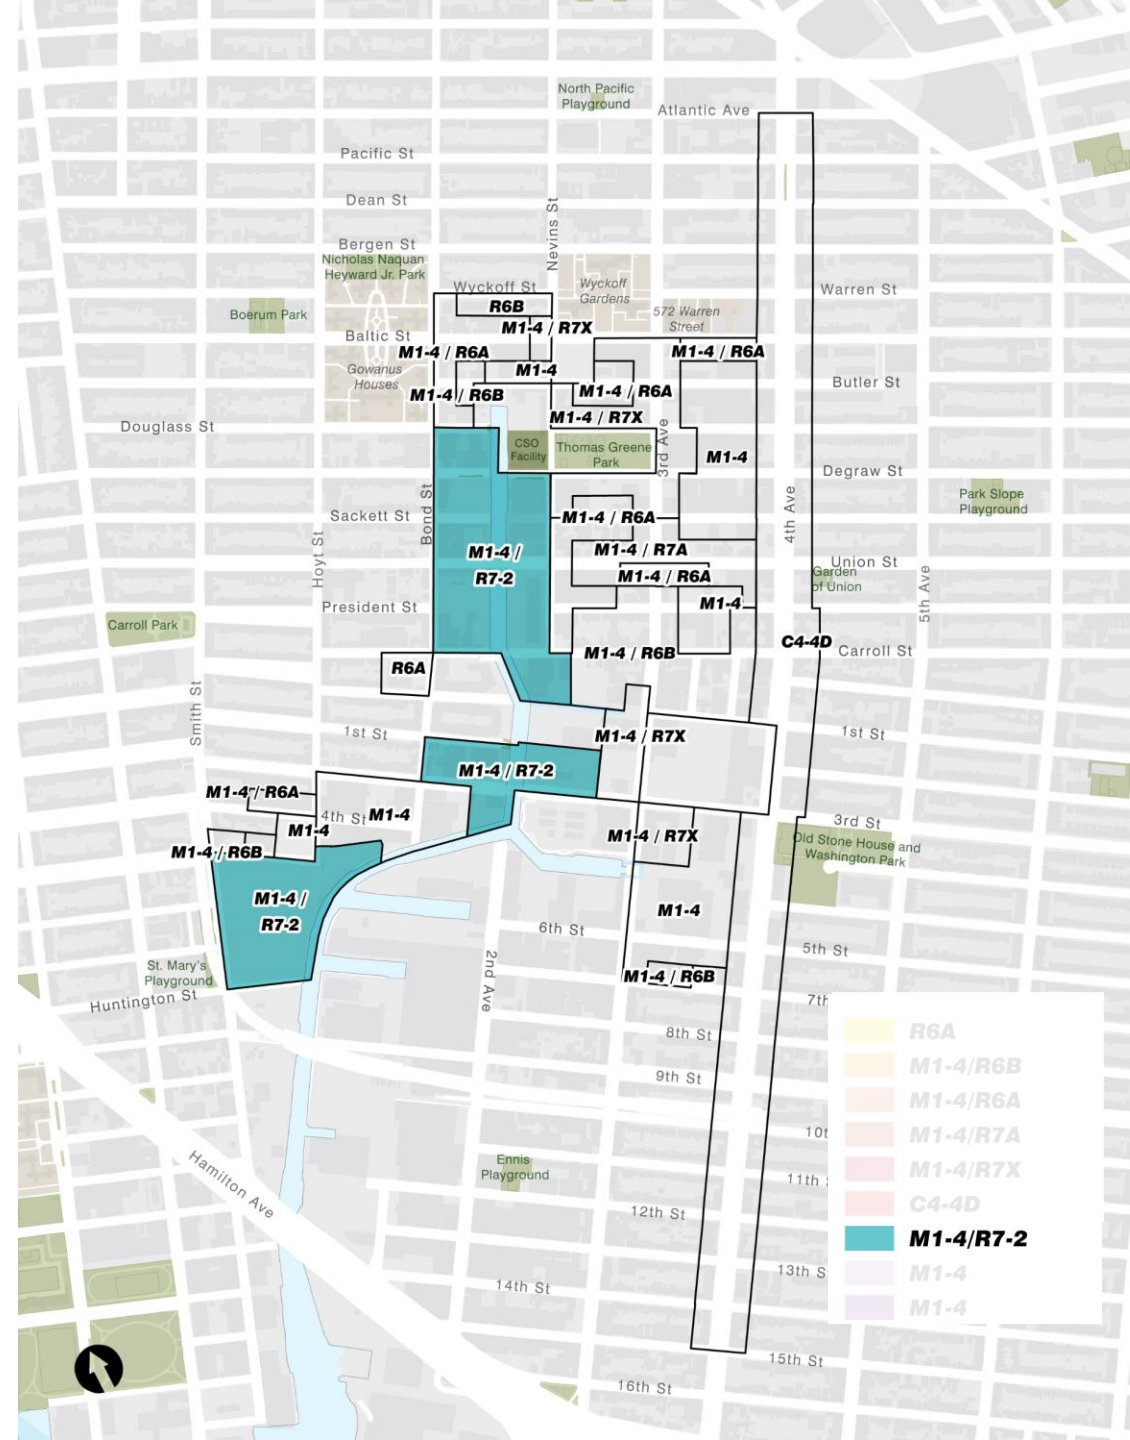 North Pacific
Playground
Atlantic Ave
Pacific St
Dean St
Nevins St
Bergen St
Nicholas Naquan
Heyward Jr. Park
Wyckoff St
Wyckoff
Gardens
Warren St
R6B
Boerum Park
572 Warren
Street
M1-4 / R7X
Baltic St
M1-4 / R6A
M1-4 / R6A
Gowanus
Houses
M1-4
Butler St
M1-4 / R6B
M1-4 / R6A
M1-4 / R7X
Douglass St
CSO
Facility
Thomas Greene
Park
3rd Ave
M1-4
Degraw St
Park Slope
Playground
Bond St
Sackett St
M1-4 / R6A
4th Ave
Hoyt St
M1-4 /
R7-2
M1-4 / R7A
Union St
M1-4 / R6A
Garden
of Union
5th Ave
President St
M1-4
Carroll Park
C4-4D
M1-4 / R6B
Carroll St
R6A
Smith St
1st St
M1-4 / R7X
1st St
M1-4 / R7-2
M1-4 / R6A
4th St
M1-4
M1-4
3rd St
M1-4 / R7X
Old Stone House and
Washington Park
M1-4 / R6B
M1-4 /
R7-2
M1-4
6th St
5th St
St. Mary's
Playground
2nd Ave
M1-4 / R6B
Huntington St
7th
8th St
9th St
10t
11th S
12th St
13th S
14th St
15th St
16th St
Hamilton Ave
Ennis
Playground
R6A
M1-4/R6B
M1-4/R6A
M1-4/R7A
M1-4/R7X
C4-4D
M1-4/R7-2
M1-4
M1-4